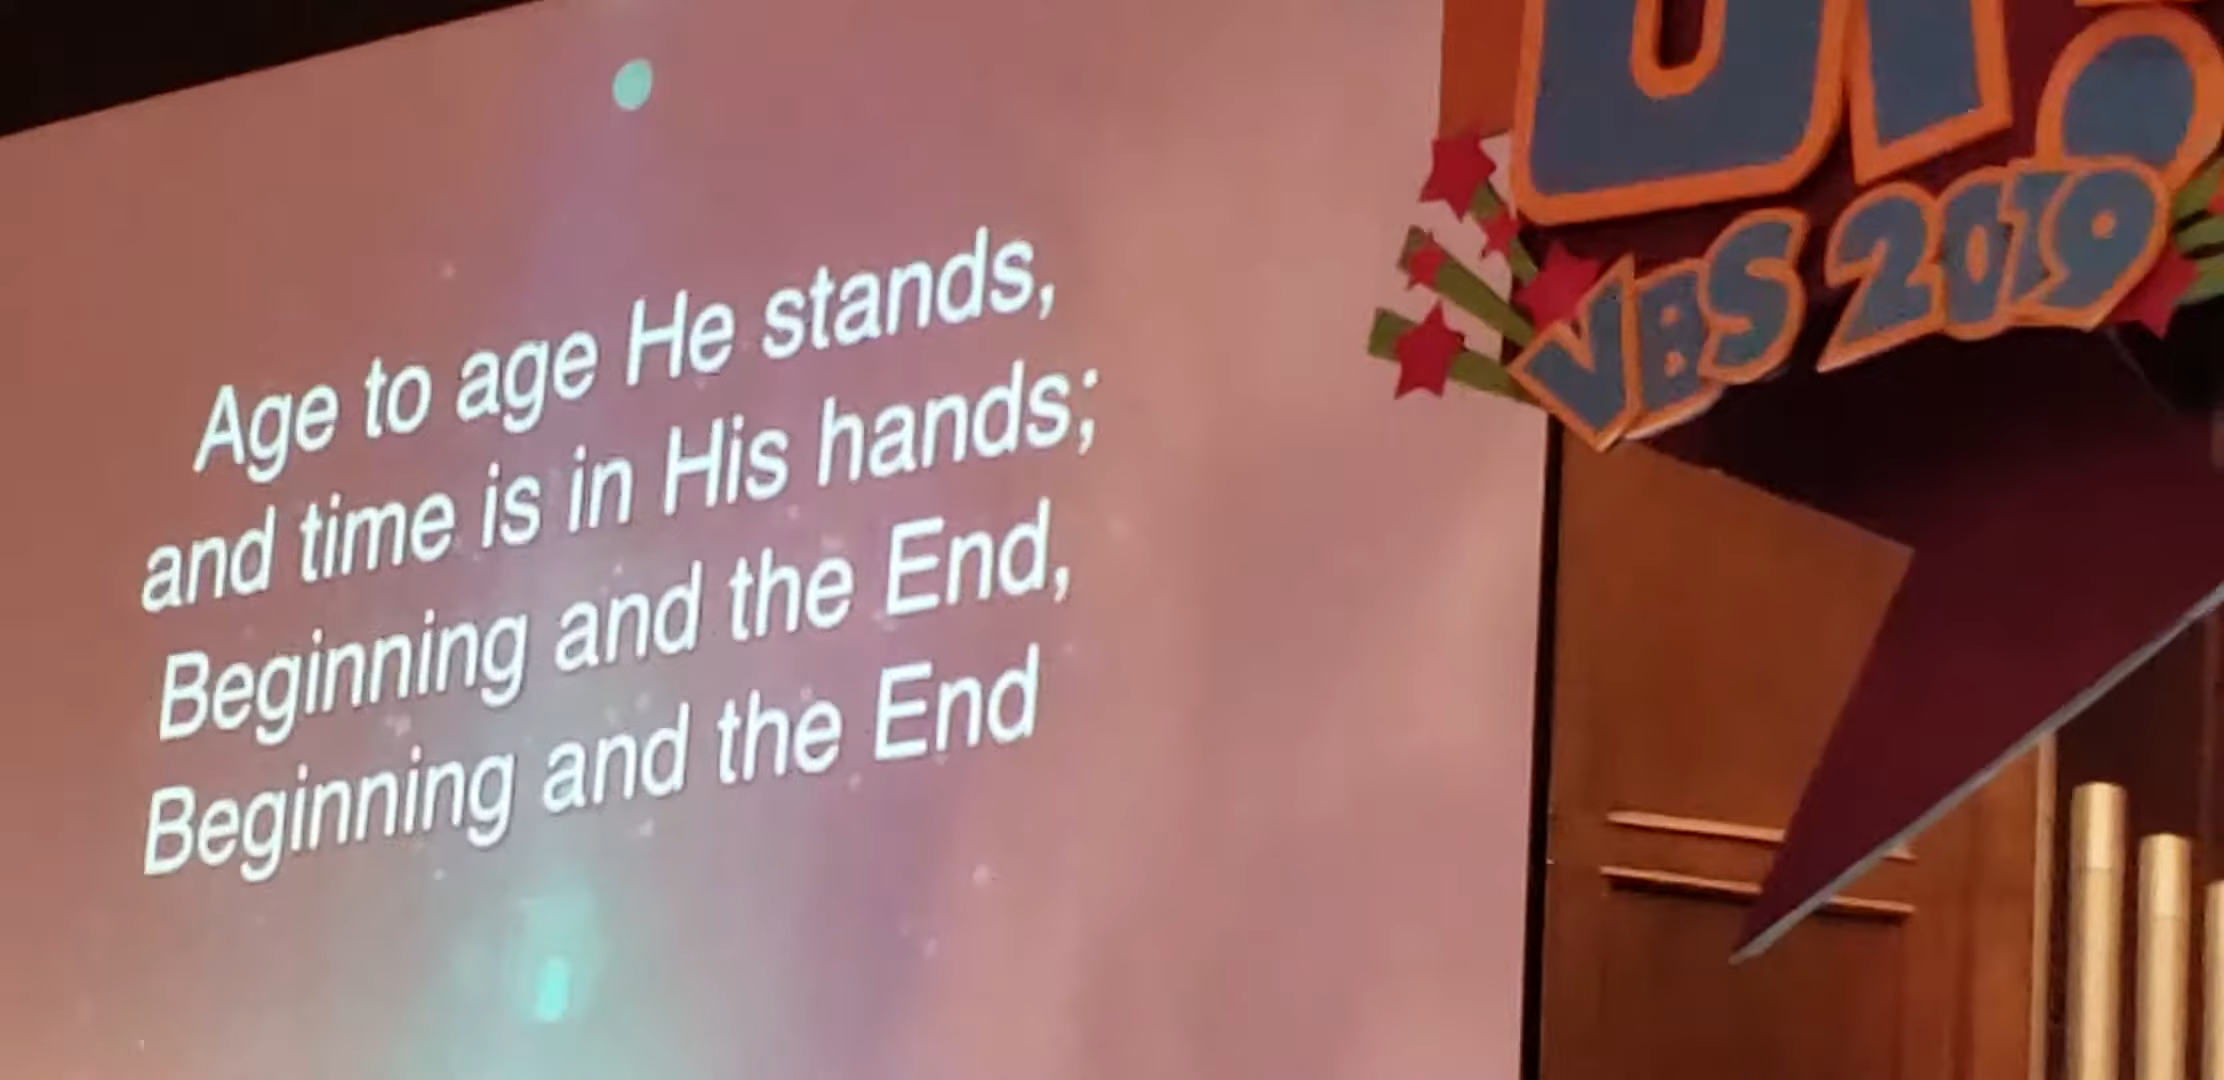 Age to age He stands,
and time is in His hands;
Beginning and the End,
Beginning and the End
VBS 2019